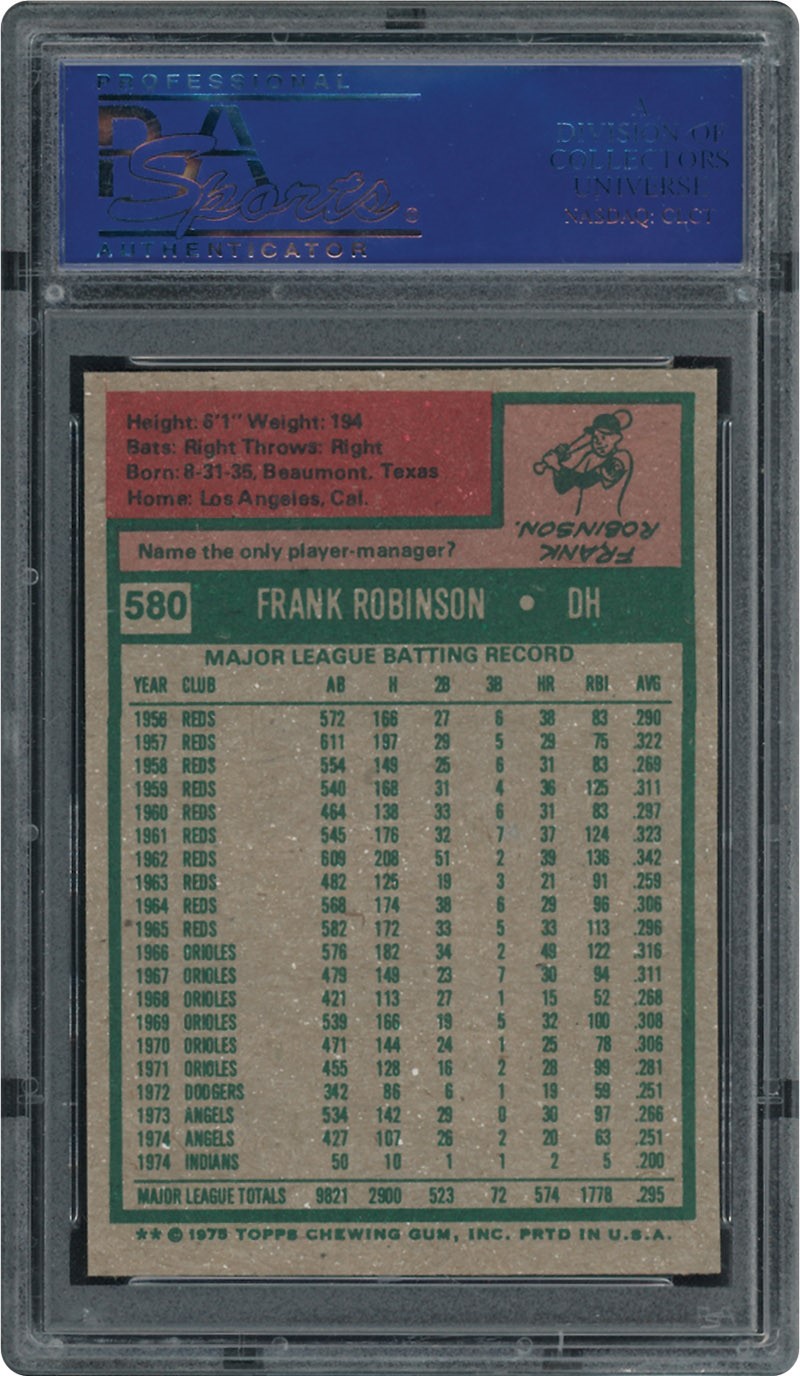 PROFESSIONAL
PSA
Sports
AUTHENTICATOR
A
DIVISION OF
COLLECTORS
UNIVERSE
NASDAQ: CLCT
Height: 6'1" Weight: 194
Bats: Right Throws: Right
Born: 8-31-35, Beaumont, Texas
Home: Los Angeles, Cal.
Name the only player-manager?
FRANK
ROBINSON.
580 FRANK ROBINSON • DH
MAJOR LEAGUE BATTING RECORD
YEAR CLUB AB H 2B 3B HR RBI AVG
1956 REDS 572 166 27 6 38 83 .290
1957 REDS 611 197 29 5 29 75 .322
1958 REDS 554 149 25 6 31 83 .269
1959 REDS 540 168 31 4 36 125 .311
1960 REDS 464 138 33 6 31 83 .297
1961 REDS 545 176 32 7 37 124 .323
1962 REDS 609 208 51 2 39 136 .342
1963 REDS 482 125 19 3 21 91 .259
1964 REDS 568 174 38 6 29 96 .306
1965 REDS 582 172 33 5 33 113 .296
1966 ORIOLES 576 182 34 2 49 122 .316
1967 ORIOLES 479 149 23 7 30 94 .311
1968 ORIOLES 421 113 27 1 15 52 .268
1969 ORIOLES 539 166 19 5 32 100 .308
1970 ORIOLES 471 144 24 1 25 78 .306
1971 ORIOLES 455 128 16 2 28 99 .281
1972 DODGERS 342 86 6 1 19 59 .251
1973 ANGELS 534 142 29 0 30 97 .266
1974 ANGELS 427 107 26 2 20 63 .251
1974 INDIANS 50 10 1 1 2 5 .200
MAJOR LEAGUE TOTALS 9821 2900 523 72 574 1778 .295
** © 1975 TOPPS CHEWING GUM, INC. PRTD IN U.S.A.
PSA